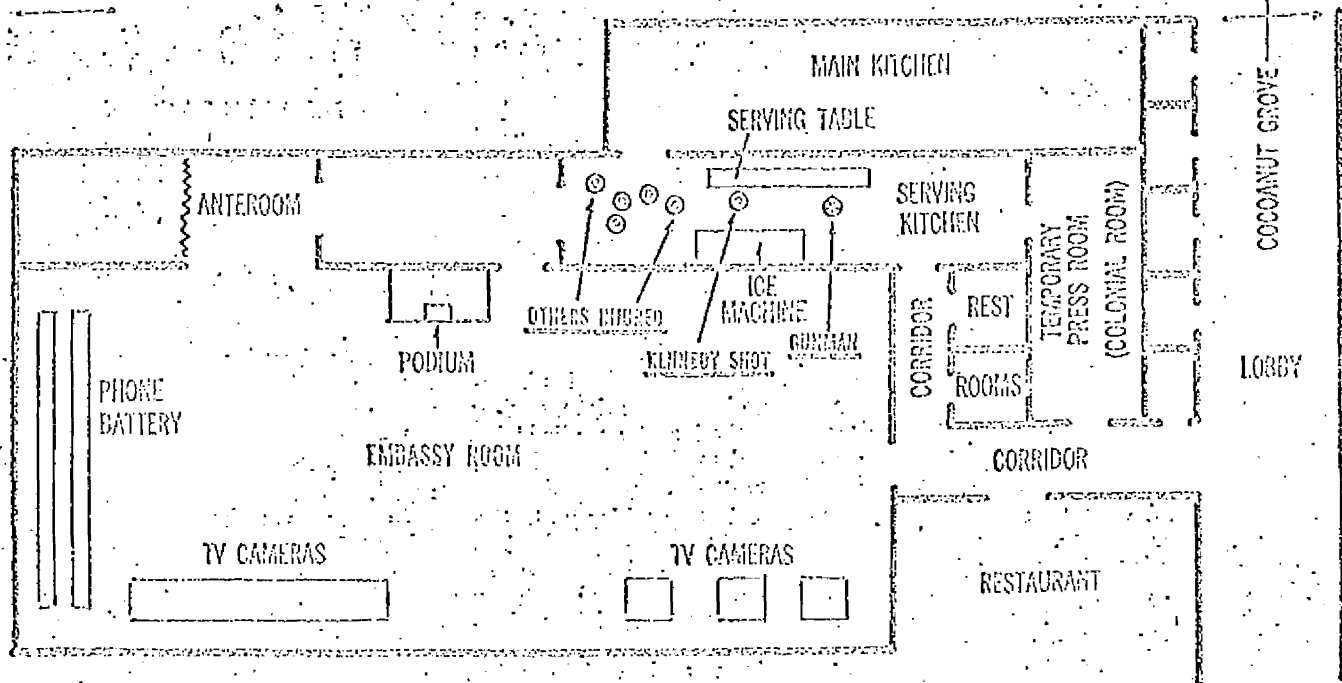 MAIN KITCHEN
SERVING TABLE
ANTEROOM
SERVING
KITCHEN
TEMPORARY
PRESS ROOM
(COLONIAL ROOM)
COCOANUT GROVE
OTHERS INJURED
ICE
MACHINE
KENNEDY SHOT
GUNMAN
PODIUM
CORRIDOR
REST
ROOMS
LOBBY
PHONE
BATTERY
EMBASSY ROOM
CORRIDOR
TV CAMERAS
TV CAMERAS
RESTAURANT